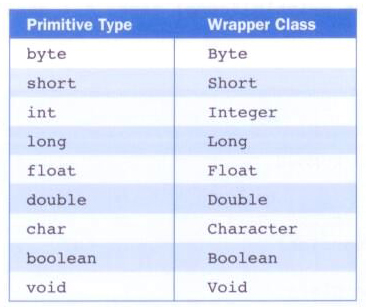 Primitive Type Wrapper Class
byte Byte
short Short
int Integer
long Long
float Float
double Double
char Character
boolean Boolean
void Void